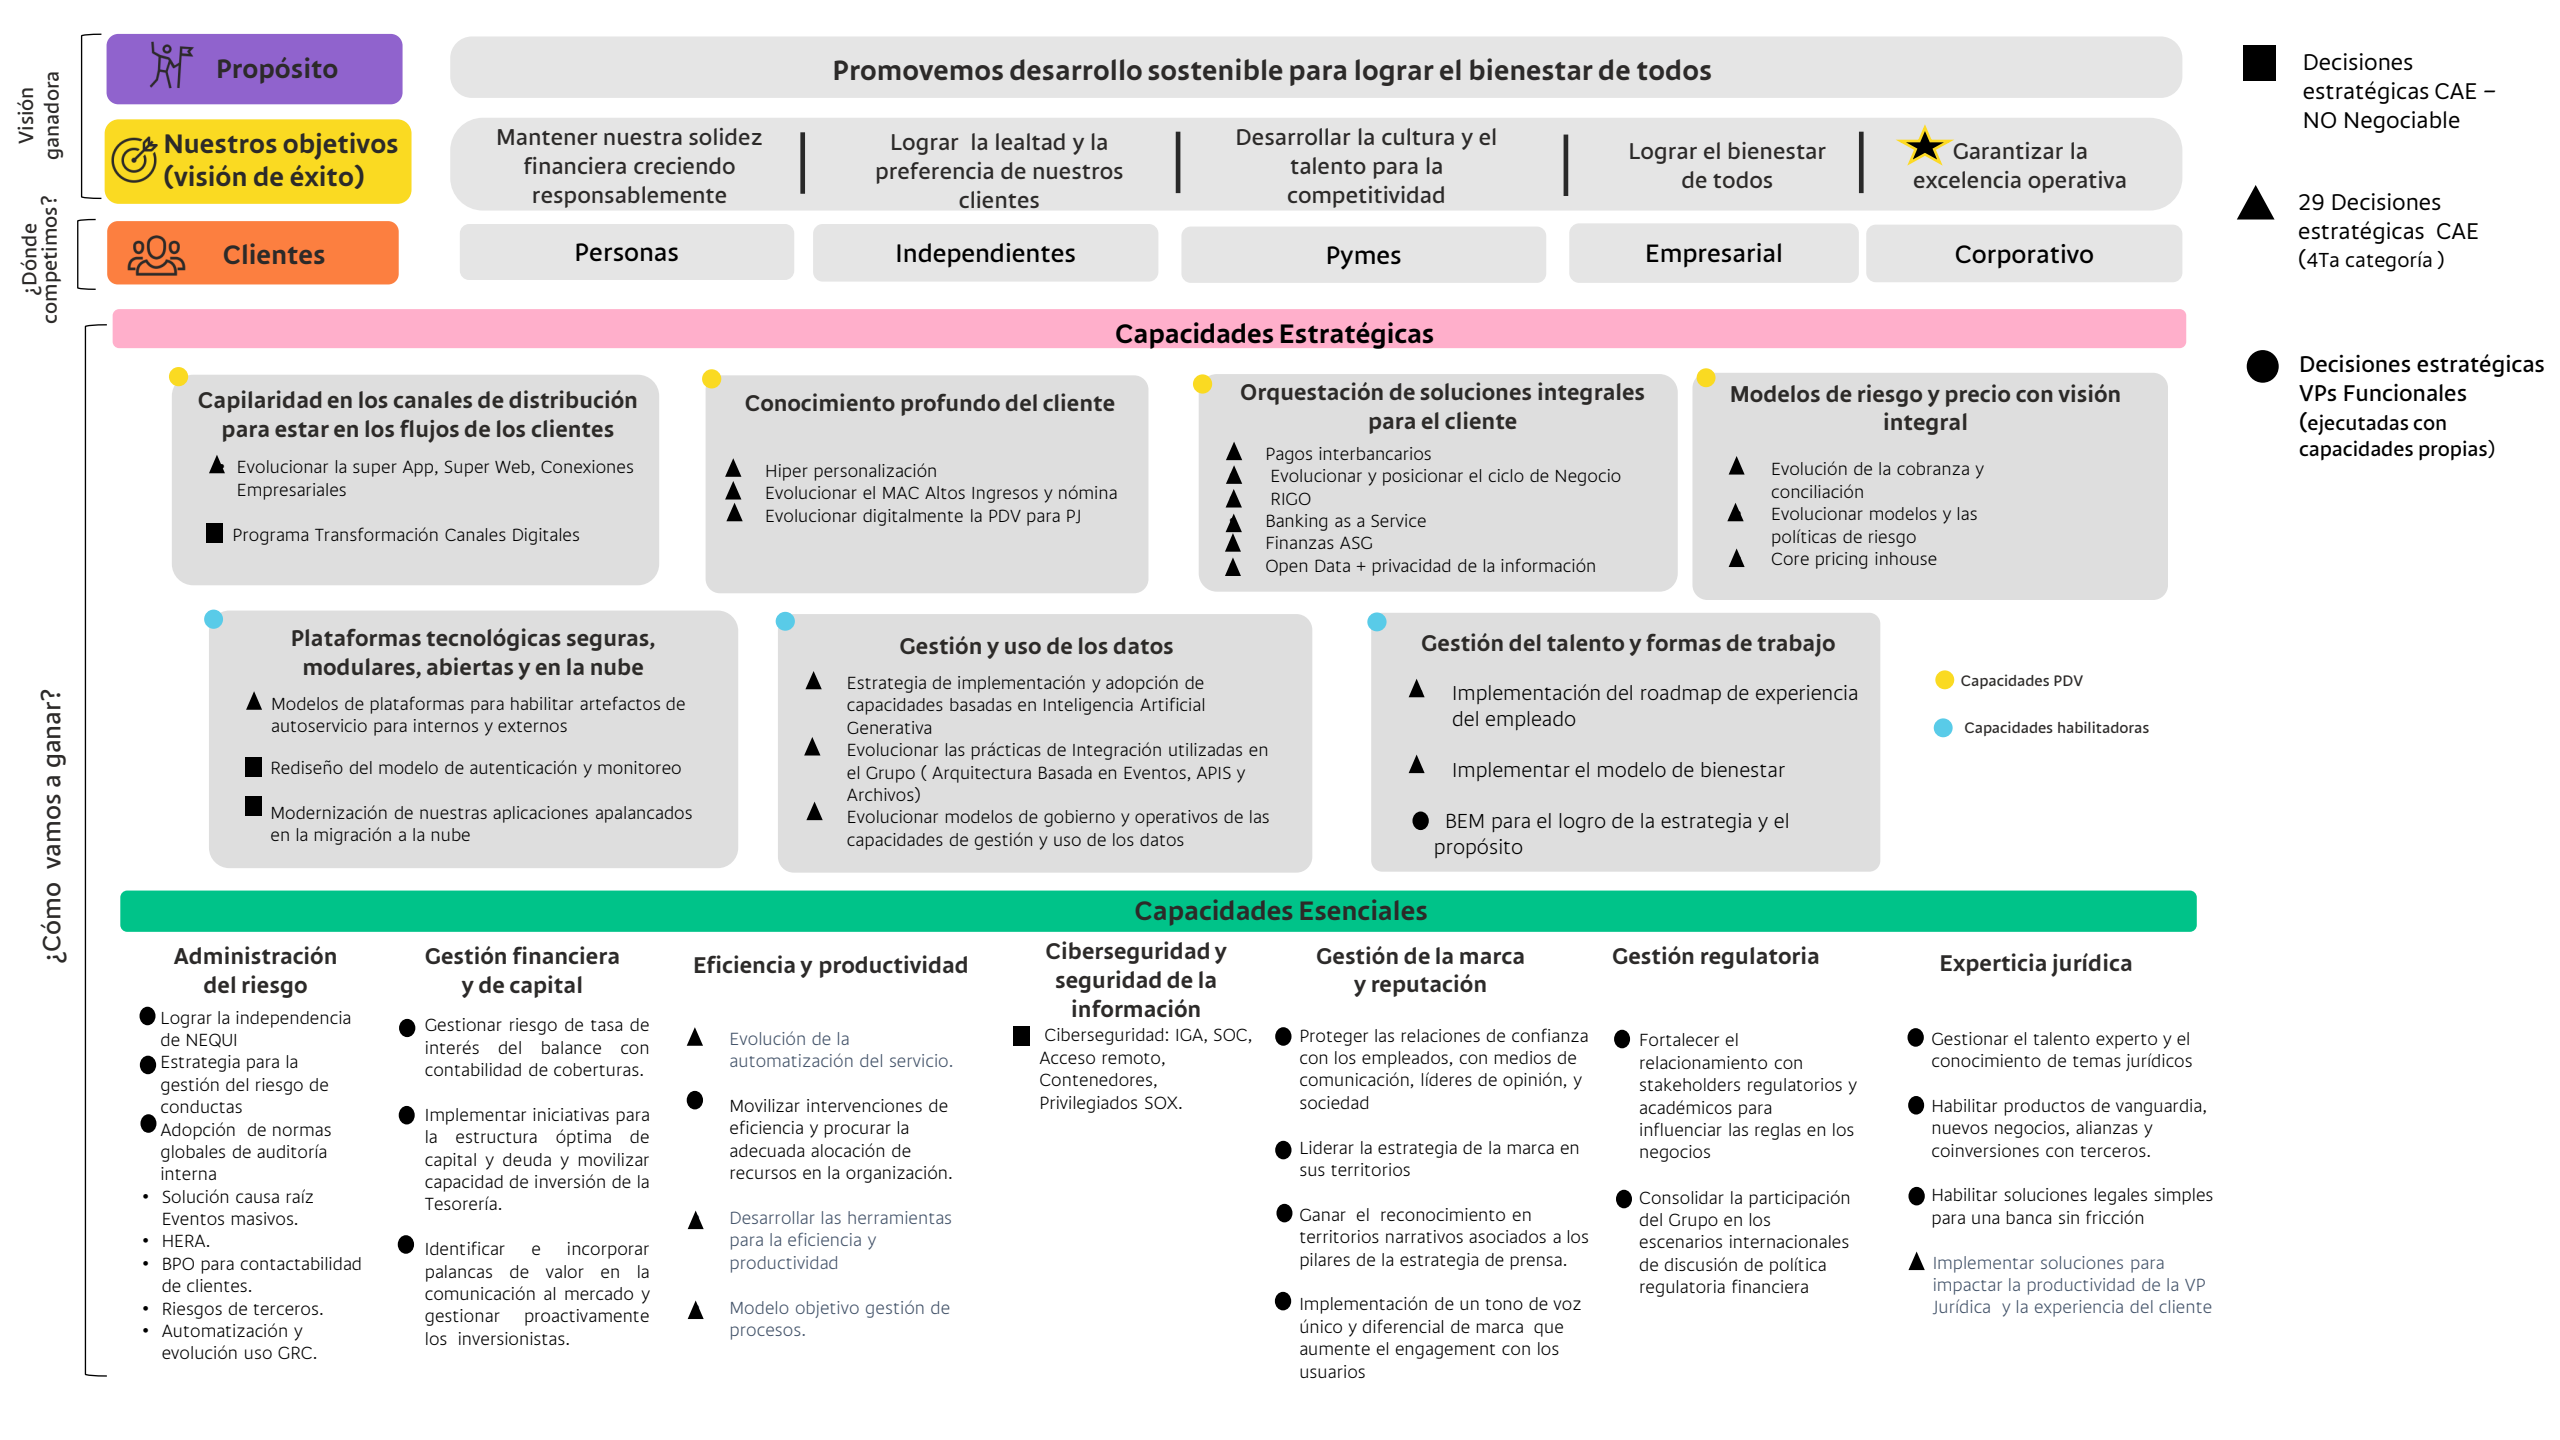 Visión
ganadora
Propósito
Promovemos desarrollo sostenible para lograr el bienestar de todos
Nuestros objetivos
(visión de éxito)
Mantener nuestra solidez
financiera creciendo
responsablemente
Lograr la lealtad y la
preferencia de nuestros
clientes
Desarrollar la cultura y el
talento para la
competitividad
Lograr el bienestar
de todos
Garantizar la
excelencia operativa
¿Dónde
competimos?
Clientes
Personas
Independientes
Pymes
Empresarial
Corporativo
Decisiones
estratégicas CAE –
NO Negociable
29 Decisiones
estratégicas CAE
(4Ta categoría )
Decisiones estratégicas
VPs Funcionales
(ejecutadas con
capacidades propias)
¿Cómo vamos a ganar?
Capacidades Estratégicas
Capilaridad en los canales de distribución
para estar en los flujos de los clientes
Evolucionar la super App, Super Web, Conexiones
Empresariales
Programa Transformación Canales Digitales
Conocimiento profundo del cliente
Hiper personalización
Evolucionar el MAC Altos Ingresos y nómina
Evolucionar digitalmente la PDV para PJ
Orquestación de soluciones integrales
para el cliente
Pagos interbancarios
Evolucionar y posicionar el ciclo de Negocio
RIGO
Banking as a Service
Finanzas ASG
Open Data + privacidad de la información
Modelos de riesgo y precio con visión
integral
Evolución de la cobranza y
conciliación
Evolucionar modelos y las
políticas de riesgo
Core pricing inhouse
Plataformas tecnológicas seguras,
modulares, abiertas y en la nube
Modelos de plataformas para habilitar artefactos de
autoservicio para internos y externos
Rediseño del modelo de autenticación y monitoreo
Modernización de nuestras aplicaciones apalancados
en la migración a la nube
Gestión y uso de los datos
Estrategia de implementación y adopción de
capacidades basadas en Inteligencia Artificial
Generativa
Evolucionar las prácticas de Integración utilizadas en
el Grupo ( Arquitectura Basada en Eventos, APIS y
Archivos)
Evolucionar modelos de gobierno y operativos de las
capacidades de gestión y uso de los datos
Gestión del talento y formas de trabajo
Implementación del roadmap de experiencia
del empleado
Implementar el modelo de bienestar
BEM para el logro de la estrategia y el
propósito
Capacidades PDV
Capacidades habilitadoras
Capacidades Esenciales
Administración
del riesgo
Lograr la independencia
de NEQUI
Estrategia para la
gestión del riesgo de
conductas
Adopción de normas
globales de auditoría
interna
• Solución causa raíz
Eventos masivos.
• HERA.
• BPO para contactabilidad
de clientes.
• Riesgos de terceros.
• Automatización y
evolución uso GRC.
Gestión financiera
y de capital
Gestionar riesgo de tasa de
interés del balance con
contabilidad de coberturas.
Implementar iniciativas para
la estructura óptima de
capital y deuda y movilizar
capacidad de inversión de la
Tesorería.
Identificar e incorporar
palancas de valor en la
comunicación al mercado y
gestionar proactivamente
los inversionistas.
Eficiencia y productividad
Evolución de la
automatización del servicio.
Movilizar intervenciones de
eficiencia y procurar la
adecuada alocación de
recursos en la organización.
Desarrollar las herramientas
para la eficiencia y
productividad
Modelo objetivo gestión de
procesos.
Ciberseguridad y
seguridad de la
información
Ciberseguridad: IGA, SOC,
Acceso remoto,
Contenedores,
Privilegiados SOX.
Gestión de la marca
y reputación
Proteger las relaciones de confianza
con los empleados, con medios de
comunicación, líderes de opinión, y
sociedad
Liderar la estrategia de la marca en
sus territorios
Ganar el reconocimiento en
territorios narrativos asociados a los
pilares de la estrategia de prensa.
Implementación de un tono de voz
único y diferencial de marca que
aumente el engagement con los
usuarios
Gestión regulatoria
Fortalecer el
relacionamiento con
stakeholders regulatorios y
académicos para
influenciar las reglas en los
negocios
Consolidar la participación
del Grupo en los
escenarios internacionales
de discusión de política
regulatoria financiera
Experticia jurídica
Gestionar el talento experto y el
conocimiento de temas jurídicos
Habilitar productos de vanguardia,
nuevos negocios, alianzas y
coinversiones con terceros.
Habilitar soluciones legales simples
para una banca sin fricción
Implementar soluciones para
impactar la productividad de la VP
Jurídica y la experiencia del cliente